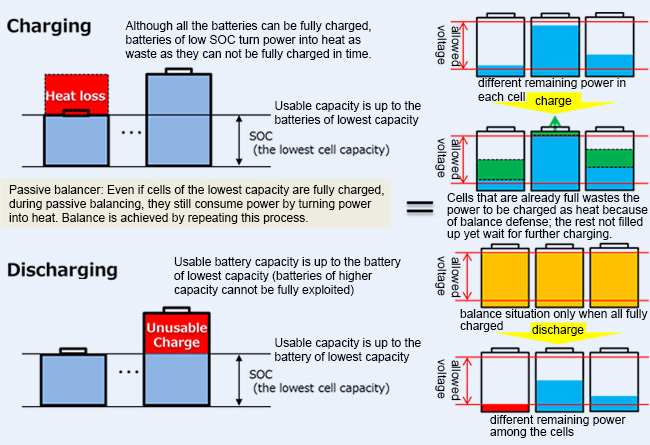 Charging
Although all the batteries can be fully charged,
batteries of low SOC turn power into heat as
waste as they can not be fully charged in time.
Heat loss
Usable capacity is up to the
batteries of lowest capacity
SOC
(the lowest cell capacity)
Passive balancer: Even if cells of the lowest capacity are fully charged,
during passive balancing, they still consume power by turning power
into heat. Balance is achieved by repeating this process.
Discharging
Usable battery capacity is up to the battery
of lowest capacity (batteries of higher
capacity cannot be fully exploited)
Unusable
Charge
Usable capacity is up to the
battery of lowest capacity
SOC
(the lowest cell capacity)
=
allowed
voltage
different remaining power in
each cell
charge
allowed
voltage
Cells that are already full wastes the
power to be charged as heat because
of balance defense; the rest not filled
up yet wait for further charging.
allowed
voltage
balance situation only when all fully
charged
discharge
allowed
voltage
different remaining power
among the cells